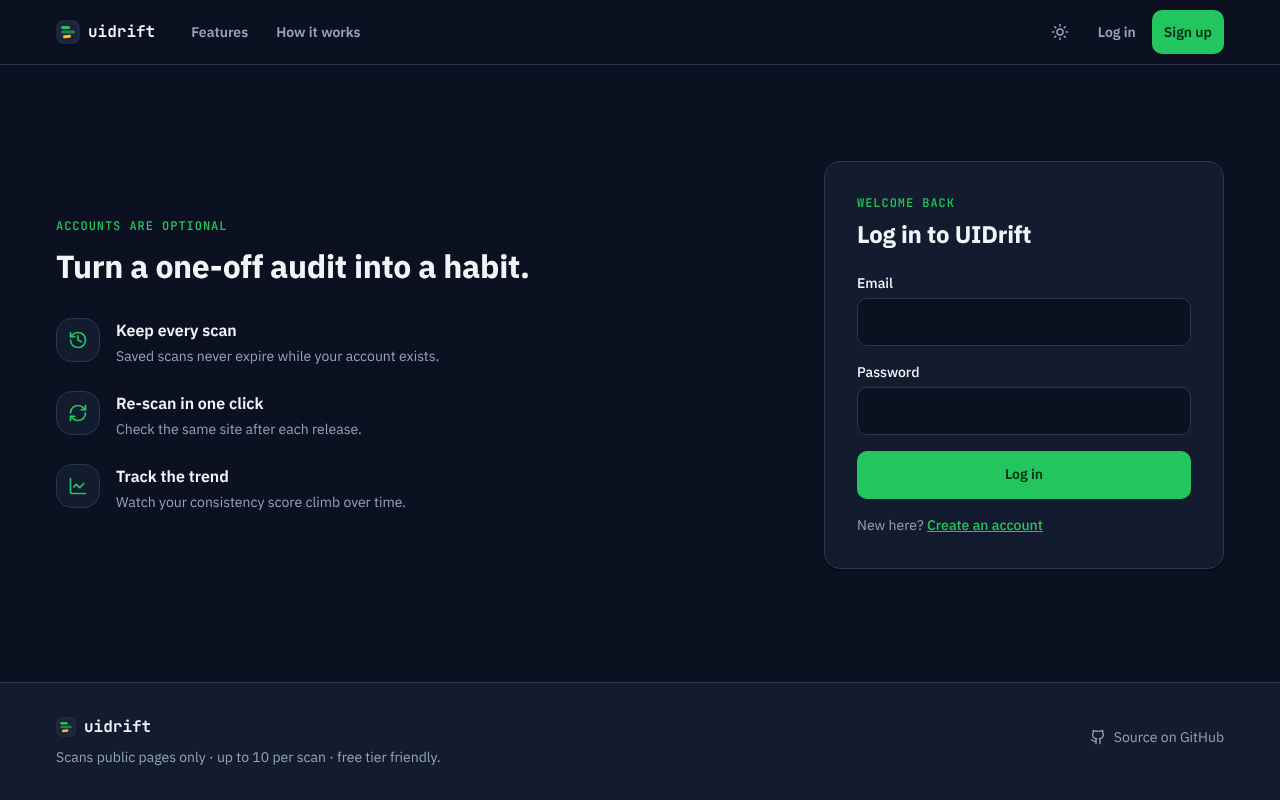 uidrift
Features
How it works
Log in
Sign up
ACCOUNTS ARE OPTIONAL
Turn a one-off audit into a habit.
Keep every scan
Saved scans never expire while your account exists.
Re-scan in one click
Check the same site after each release.
Track the trend
Watch your consistency score climb over time.
WELCOME BACK
Log in to UIDrift
Email
Password
Log in
New here? Create an account
uidrift
Scans public pages only · up to 10 per scan · free tier friendly.
Source on GitHub